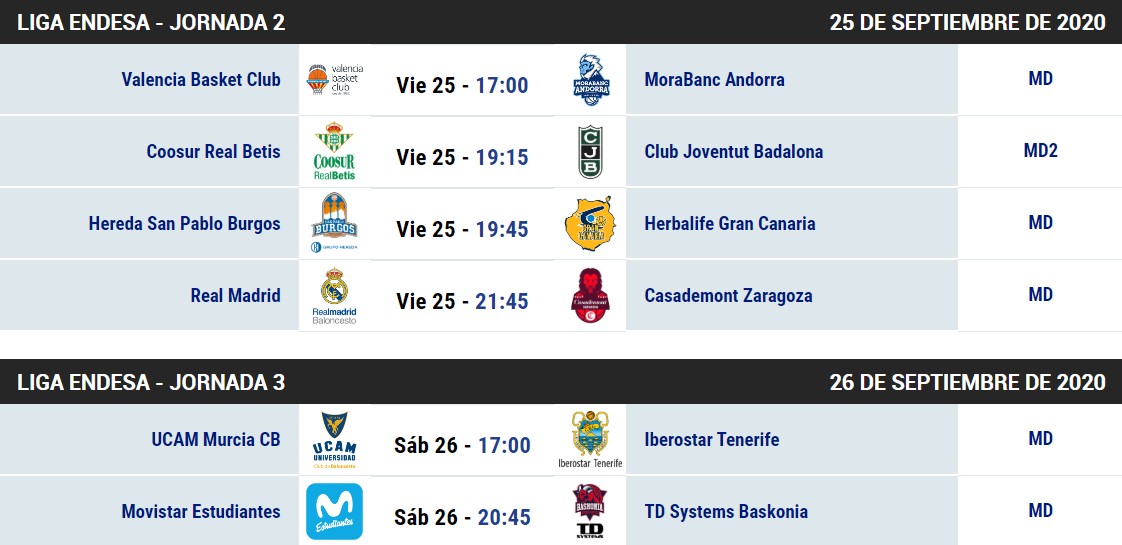 LIGA ENDESA - JORNADA 2 25 DE SEPTIEMBRE DE 2020
Valencia Basket Club valencia basket club Vie 25 - 17:00 MORABANC ANDORRA MoraBanc Andorra MD
Coosur Real Betis COOSUR RealBetis Vie 25 - 19:15 CJB Club Joventut Badalona MD2
Hereda San Pablo Burgos BURGOS GRUPO HEREDA Vie 25 - 19:45 Herbalife Gran Canaria MD
Real Madrid Realmadrid Baloncesto Vie 25 - 21:45 Casademont Casademont Zaragoza MD
LIGA ENDESA - JORNADA 3 26 DE SEPTIEMBRE DE 2020
UCAM Murcia CB UCAM UNIVERSIDAD Club de Baloncesto Sáb 26 - 17:00 Iberostar Tenerife Iberostar Tenerife MD
Movistar Estudiantes Estudiantes Sáb 26 - 20:45 BASKONIA TD SYSTEMS TD Systems Baskonia MD